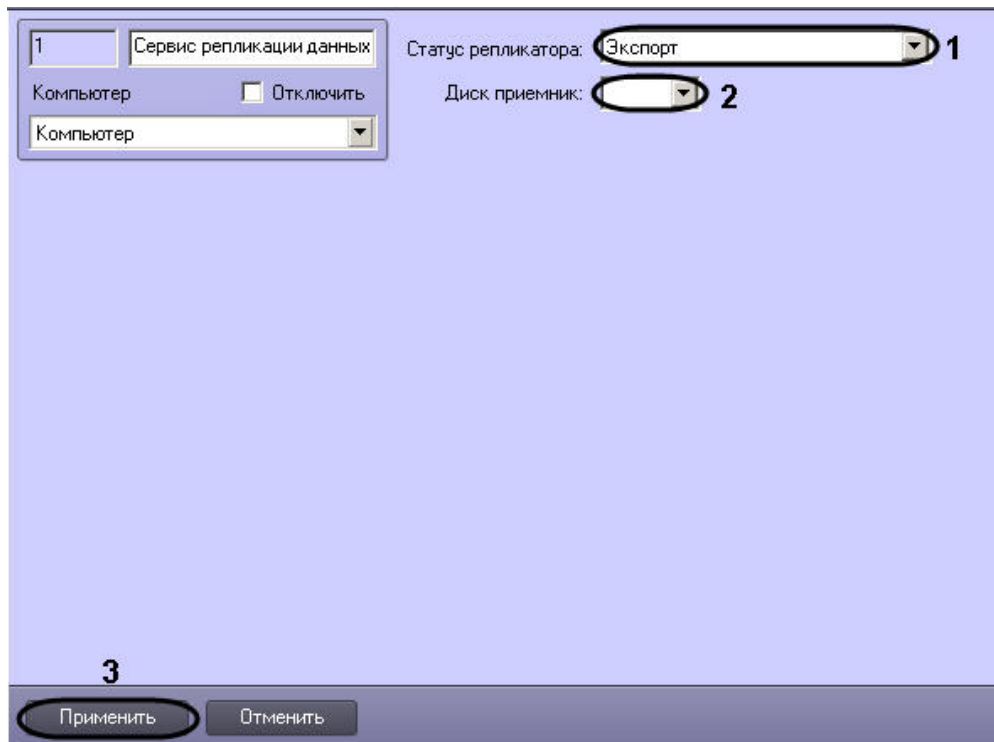 1 Сервис репликации данных
Статус репликатора: Экспорт 1
Компьютер Отключить
Диск приемник: 2
Компьютер
3
Применить Отменить